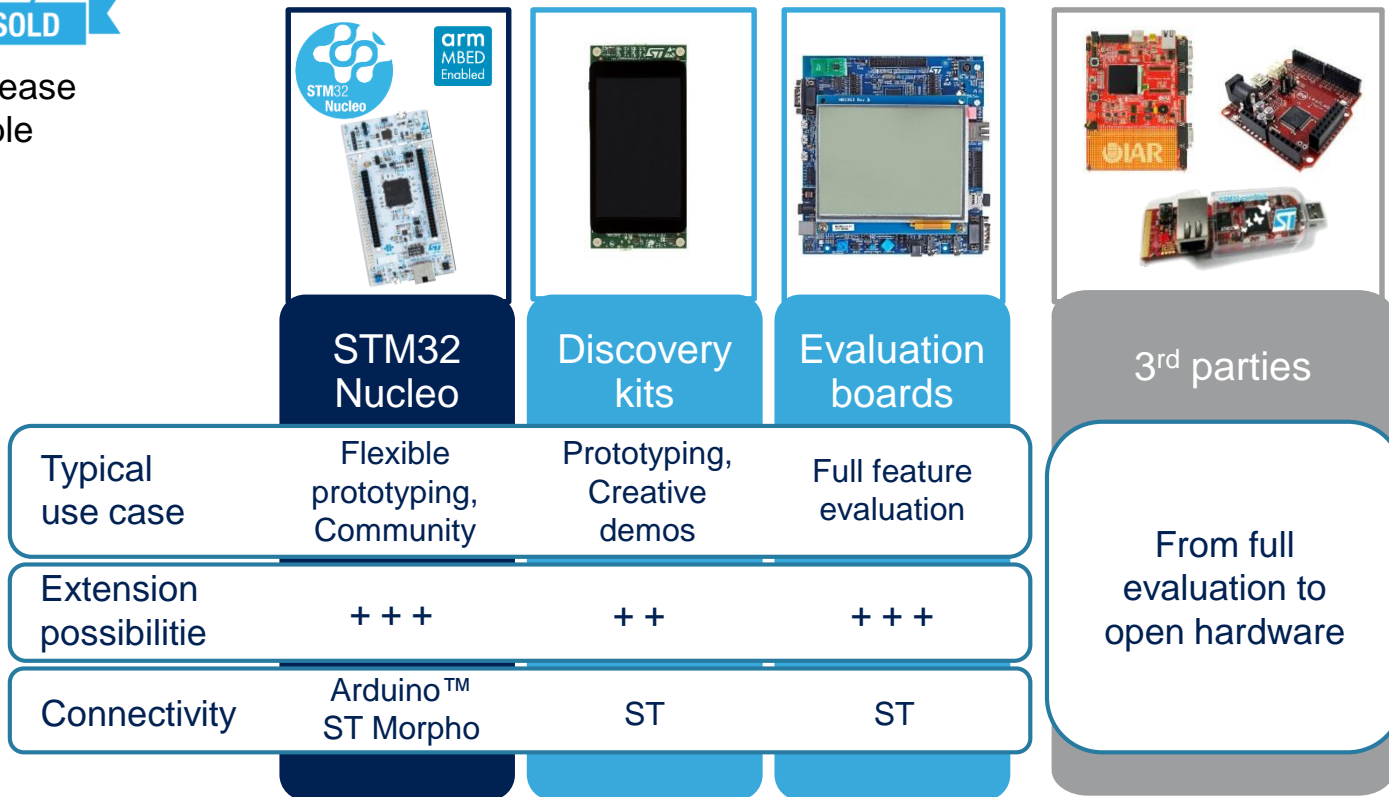 SOLD
ease
ole
STM32
Nucleo
arm
MBED
Enabled
IAR
ST
STM32
Nucleo
Discovery
kits
Evaluation
boards
3rd parties
Typical
use case
Flexible
prototyping,
Community
Prototyping,
Creative
demos
Full feature
evaluation
From full
evaluation to
open hardware
Extension
possibilitie
+ + +
+ +
+ + +
Connectivity
Arduino™
ST Morpho
ST
ST